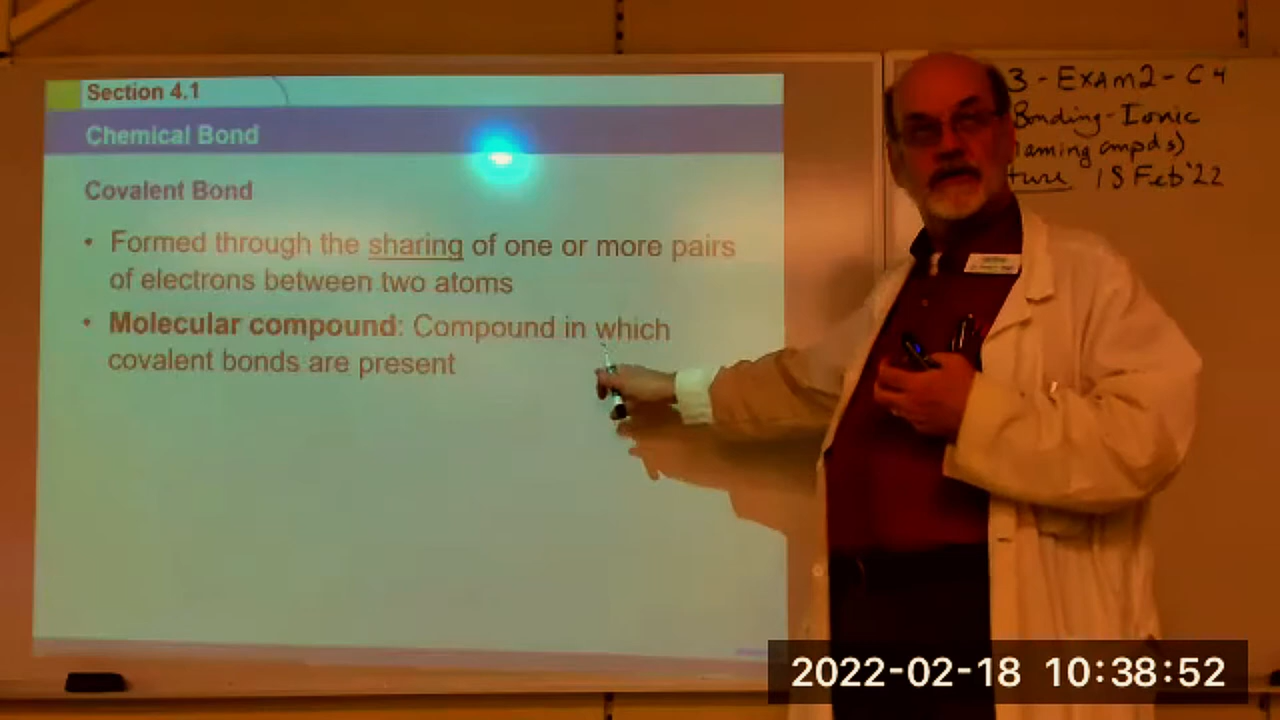 Section 4.1
Chemical Bond
Covalent Bond
• Formed through the sharing of one or more pairs
of electrons between two atoms
• Molecular compound: Compound in which
covalent bonds are present
3 - Exam 2 - C4
Bonding - Ionic
aming cmpds)
ture 18 Feb '22
2022-02-18 10:38:52